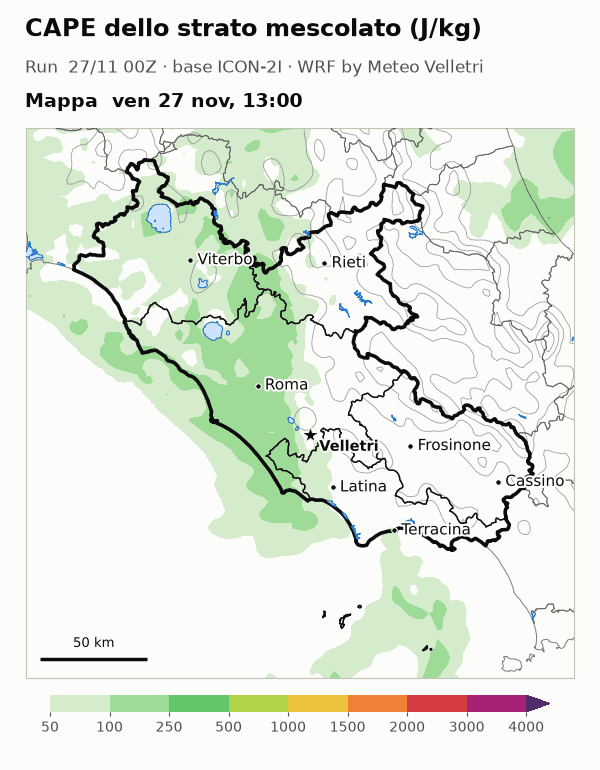 CAPE dello strato mescolato (J/kg)
Run  27/11 00Z · base ICON-2I · WRF by Meteo Velletri
Mappa  ven 27 nov, 13:00
Viterbo
Rieti
Roma
Velletri
Frosinone
Cassino
Latina
Terracina
50 km
50 100 250 500 1000 1500 2000 3000 4000